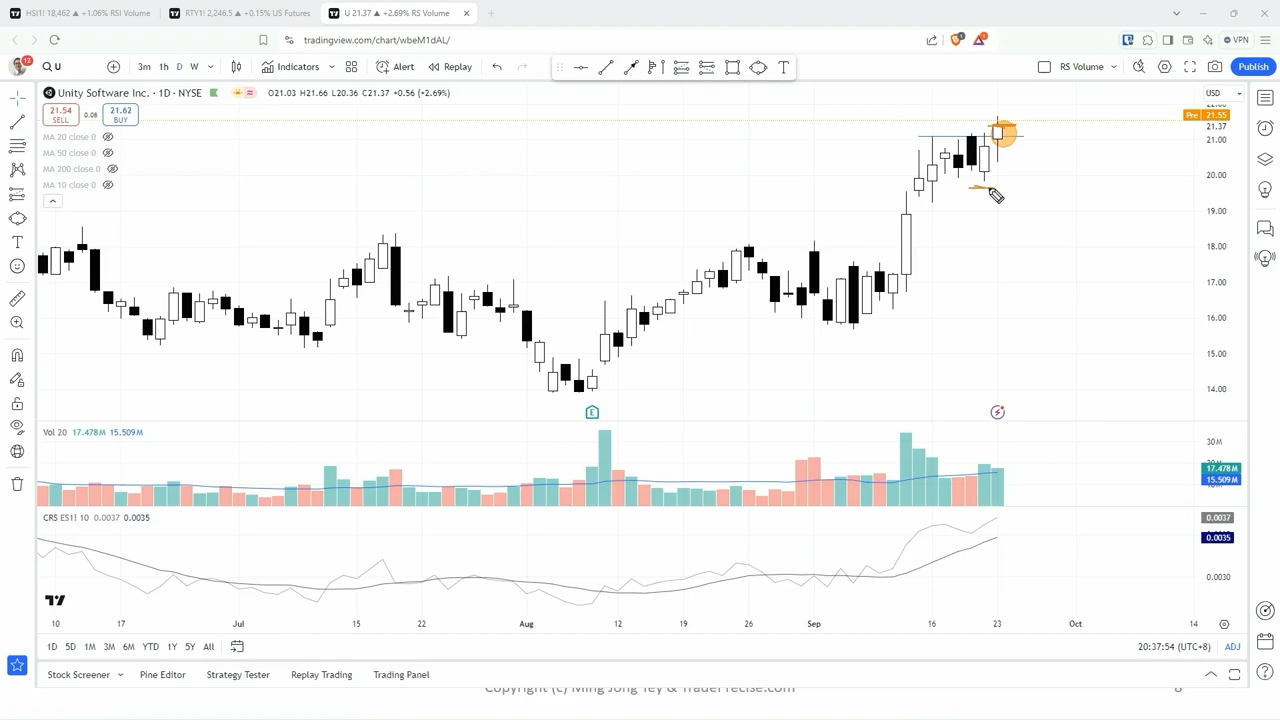 HSI1! 18,462 ▲ +1.06% RSI Volume
RTY1! 2,246.5 ▲ +0.15% US Futures
U 21.37 ▲ +2.69% RS Volume
tradingview.com/chart/wbeM1dAL/
VPN
12
U
3m 1h D W
Indicators
Alert
Replay
RS Volume
Publish
Unity Software Inc. · 1D · NYSE
O21.03 H21.66 L20.36 C21.37 +0.56 (+2.69%)
USD
21.54
SELL
0.08
21.62
BUY
MA 20 close 0
MA 50 close 0
MA 200 close 0
MA 10 close 0
22.00
Pre 21.55
21.37
21.00
20.00
19.00
18.00
17.00
16.00
15.00
14.00
E
Vol 20 17.478M 15.509M
30M
17.478M
15.509M
CRS ES1! 10 0.0037 0.0035
0.0037
0.0035
0.0030
10 17 Jul 15 22 Aug 12 19 26 Sep 16 23 Oct 14
1D 5D 1M 3M 6M YTD 1Y 5Y All
20:37:54 (UTC+8) ADJ
Stock Screener Pine Editor Strategy Tester Replay Trading Trading Panel
Copyright (c) Ming Jong Tey & TraderPrecise.com
8